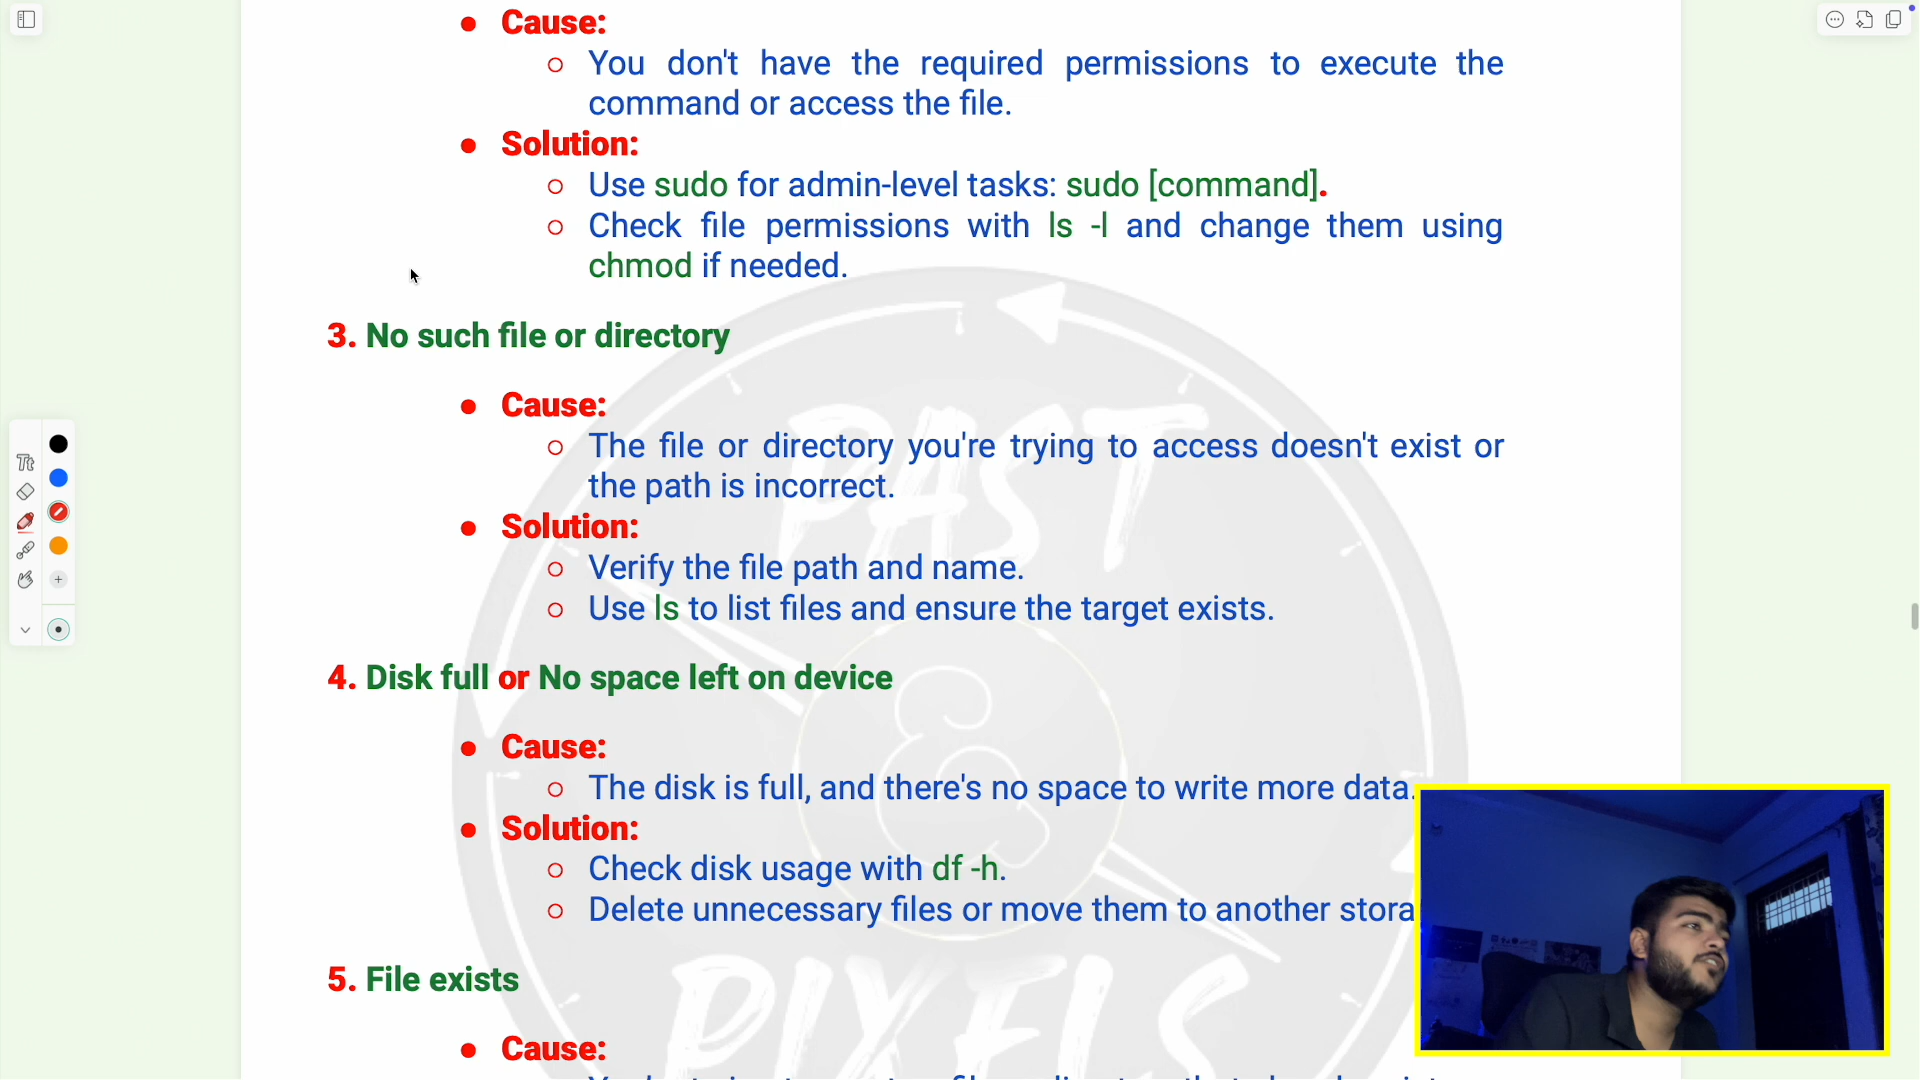 Cause:
You don't have the required permissions to execute the
command or access the file.
Solution:
Use sudo for admin-level tasks: sudo [command].
Check file permissions with ls -l and change them using
chmod if needed.
3. No such file or directory
Cause:
The file or directory you're trying to access doesn't exist or
the path is incorrect.
Solution:
Verify the file path and name.
Use ls to list files and ensure the target exists.
4. Disk full or No space left on device
Cause:
The disk is full, and there's no space to write more data.
Solution:
Check disk usage with df -h.
Delete unnecessary files or move them to another
5. File exists
Cause:
PAST
&
PIXELS
Tt